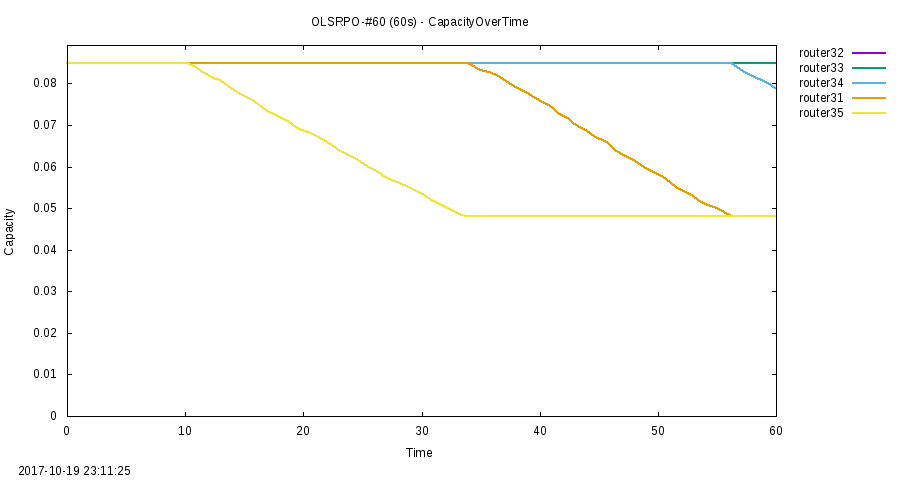 OLSRPO-#60 (60s) - CapacityOverTime
router32
router33
router34
router31
router35
0.08
0.07
0.06
0.05
0.04
0.03
0.02
0.01
0
Capacity
0 10 20 30 40 50 60
Time
2017-10-19 23:11:25